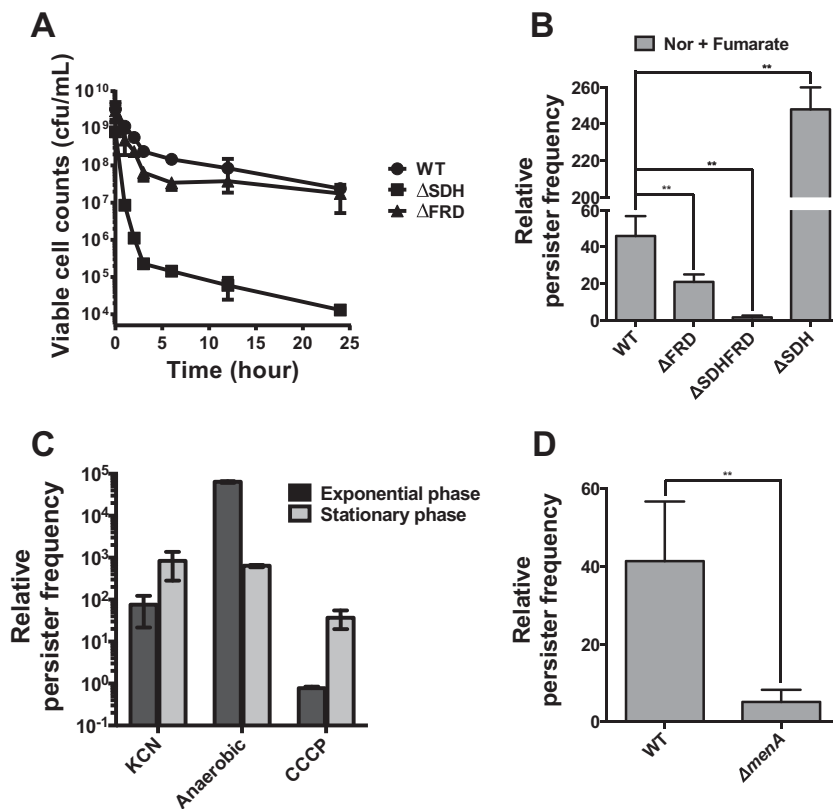 A
Viable cell counts (cfu/mL)
10^10
10^9
10^8
10^7
10^6
10^5
10^4
0 5 10 15 20 25
Time (hour)
WT
ΔSDH
ΔFRD
B
Nor + Fumarate
Relative
persister frequency
260
240
220
200
60
40
20
0
**
**
**
WT
ΔFRD
ΔSDHFRD
ΔSDH
C
Relative
persister frequency
10^5
10^4
10^3
10^2
10^1
10^0
10^-1
Exponential phase
Stationary phase
KCN
Anaerobic
CCCP
D
Relative
persister frequency
60
40
20
0
**
WT
ΔmenA